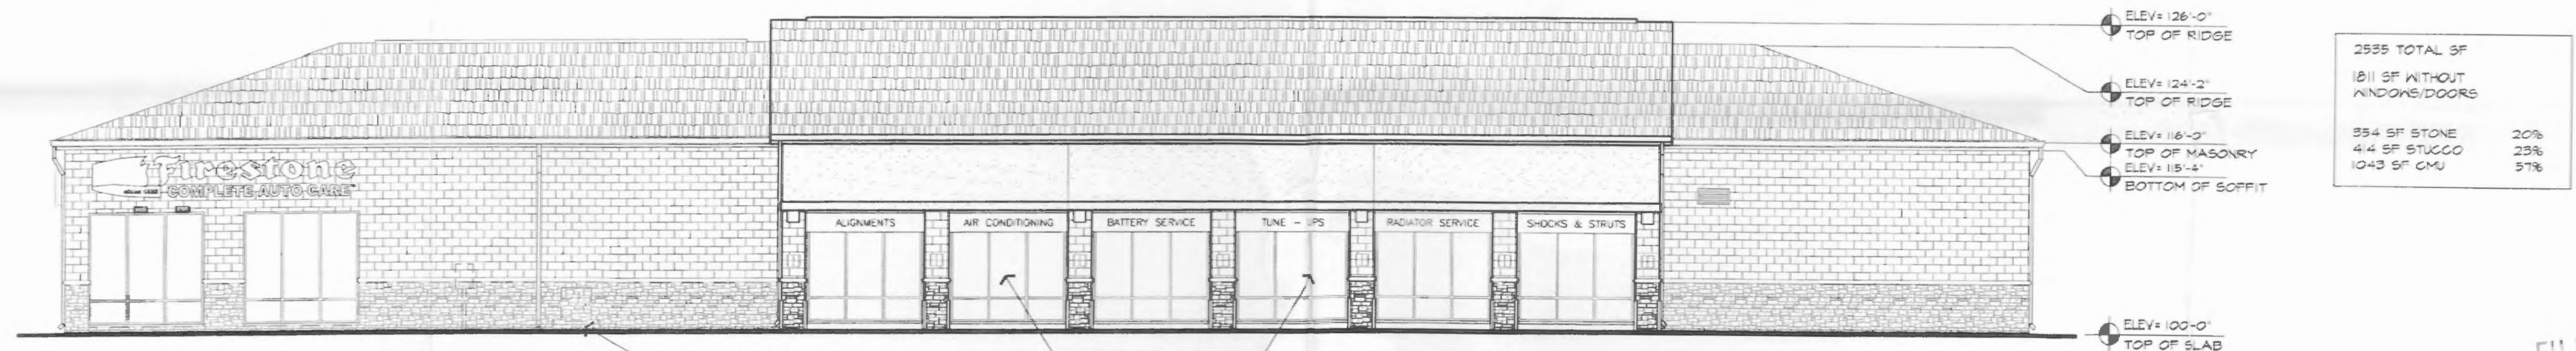 Firestone
COMPLETE AUTO CARE
ALIGNMENTS
AIR CONDITIONING
BATTERY SERVICE
TUNE - UPS
RADIATOR SERVICE
SHOCKS & STRUTS
ELEV= 126'-0"
TOP OF RIDGE
ELEV= 124'-2"
TOP OF RIDGE
ELEV= 116'-0"
TOP OF MASONRY
ELEV= 115'-4"
BOTTOM OF SOFFIT
ELEV= 100'-0"
TOP OF SLAB
2535 TOTAL SF
1811 SF WITHOUT
WINDOWS/DOORS
354 SF STONE 20%
414 SF STUCCO 23%
1043 SF CMU 57%